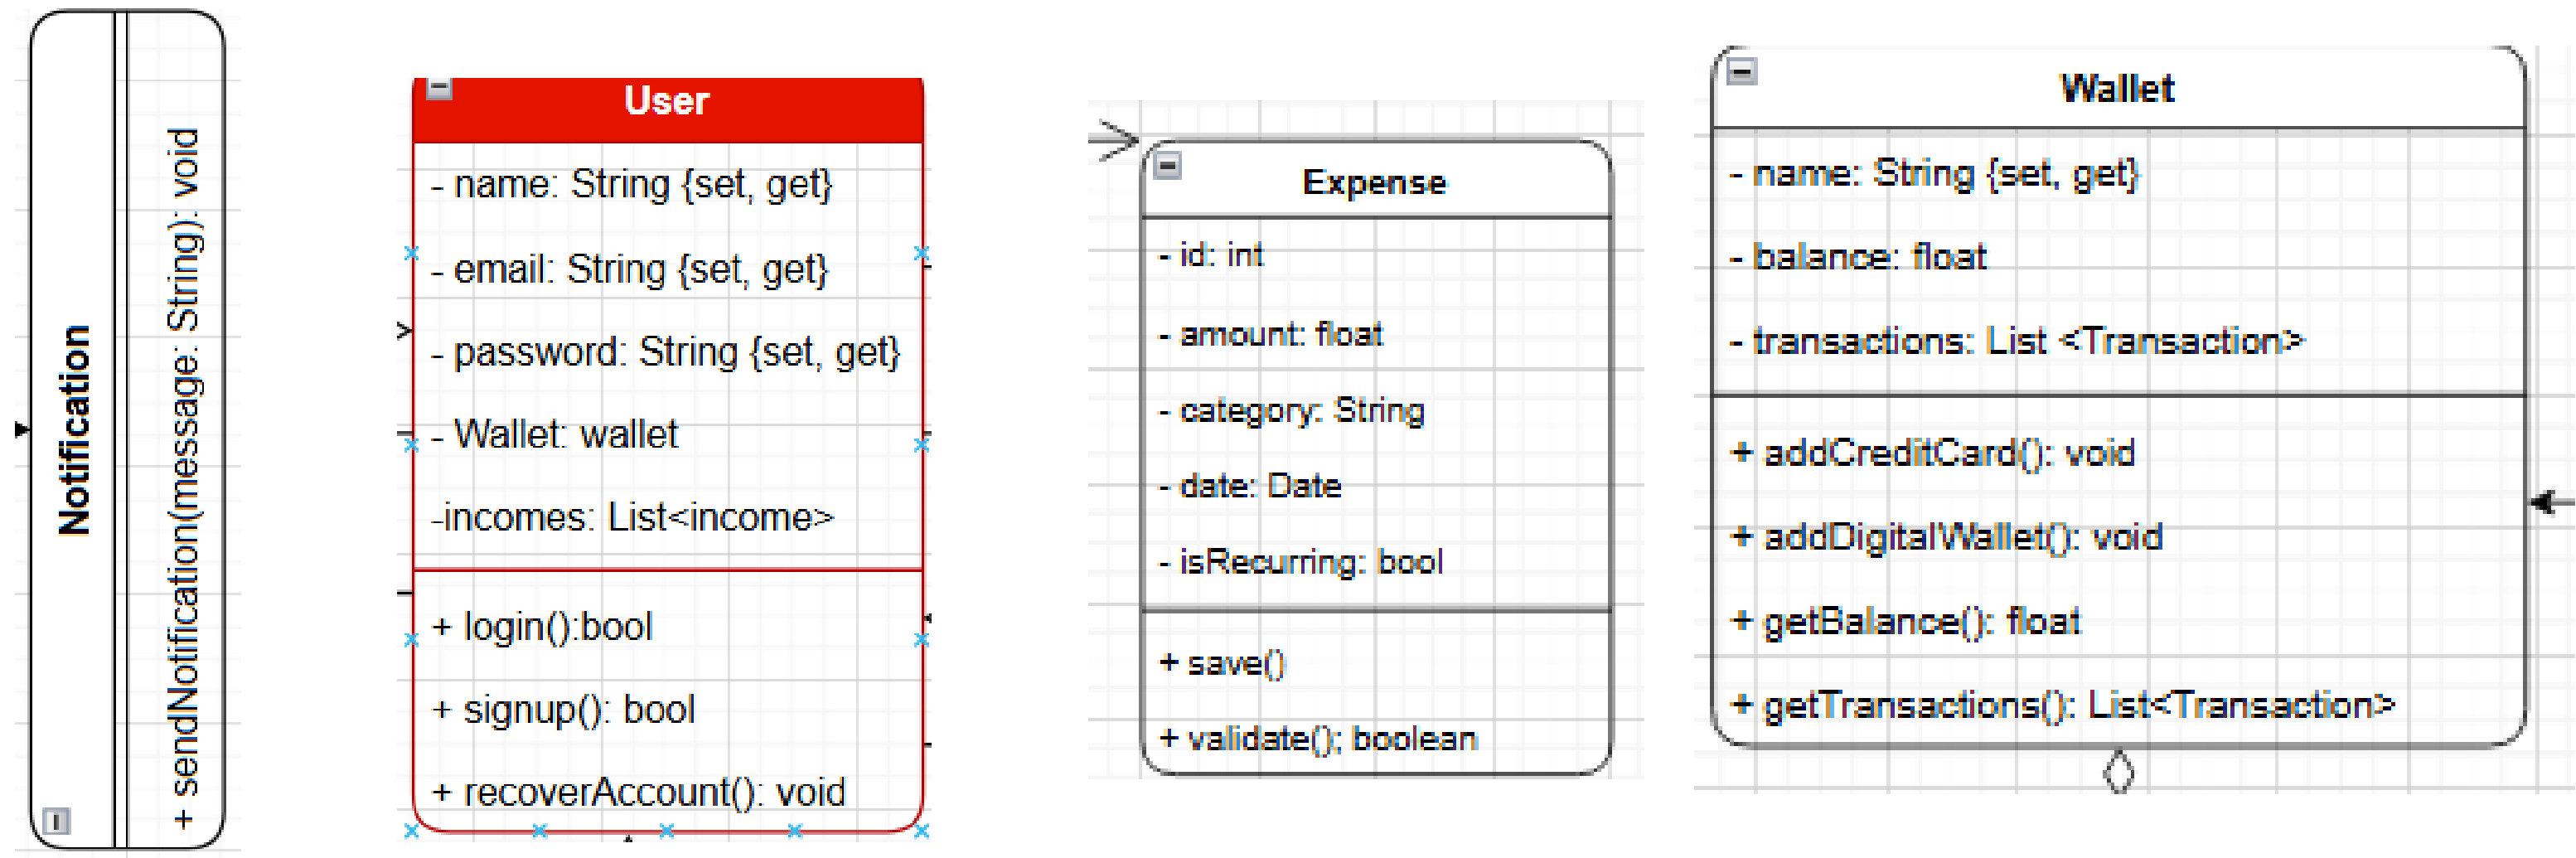 Notification
+ sendNotification(message: String): void
User
- name: String {set, get}
- email: String {set, get}
- password: String {set, get}
- Wallet: wallet
-incomes: List<income>
+ login():bool
+ signup(): bool
+ recoverAccount(): void
Expense
- id: int
- amount: float
- category: String
- date: Date
- isRecurring: bool
+ save()
+ validate(); boolean
Wallet
- name: String {set, get}
- balance: float
- transactions: List <Transaction>
+ addCreditCard(): void
+ addDigitalWallet(): void
+ getBalance(): float
+ getTransactions(): List<Transaction>